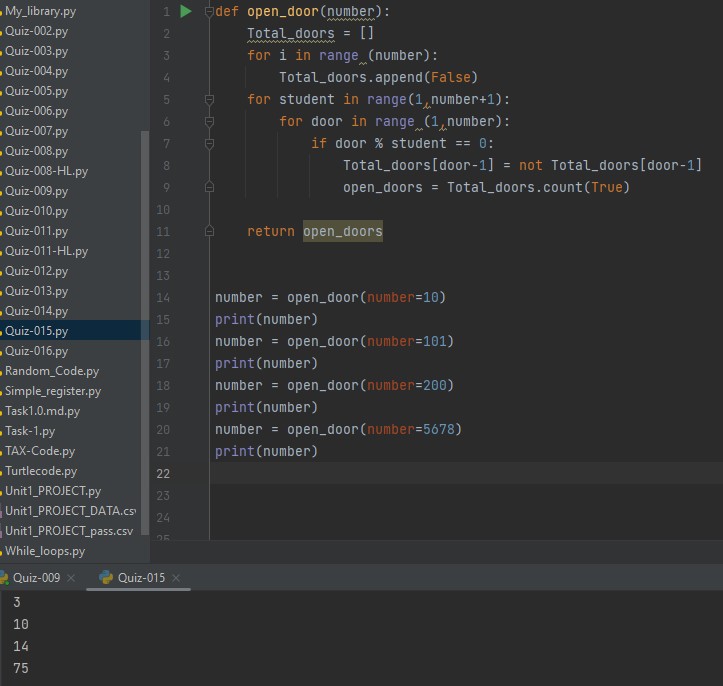 My_library.py
Quiz-002.py
Quiz-003.py
Quiz-004.py
Quiz-005.py
Quiz-006.py
Quiz-007.py
Quiz-008.py
Quiz-008-HL.py
Quiz-009.py
Quiz-010.py
Quiz-011.py
Quiz-011-HL.py
Quiz-012.py
Quiz-013.py
Quiz-014.py
Quiz-015.py
Quiz-016.py
Random_Code.py
Simple_register.py
Task1.0.md.py
Task-1.py
TAX-Code.py
Turtlecode.py
Unit1_PROJECT.py
Unit1_PROJECT_DATA.csv
Unit1_PROJECT_pass.csv
While_loops.py
1 def open_door(number):
2     Total_doors = []
3     for i in range (number):
4         Total_doors.append(False)
5     for student in range(1,number+1):
6         for door in range (1,number):
7             if door % student == 0:
8                 Total_doors[door-1] = not Total_doors[door-1]
9                 open_doors = Total_doors.count(True)
10
11     return open_doors
12
13
14 number = open_door(number=10)
15 print(number)
16 number = open_door(number=101)
17 print(number)
18 number = open_door(number=200)
19 print(number)
20 number = open_door(number=5678)
21 print(number)
22
23
24
25
Quiz-009 × Quiz-015 ×
3
10
14
75